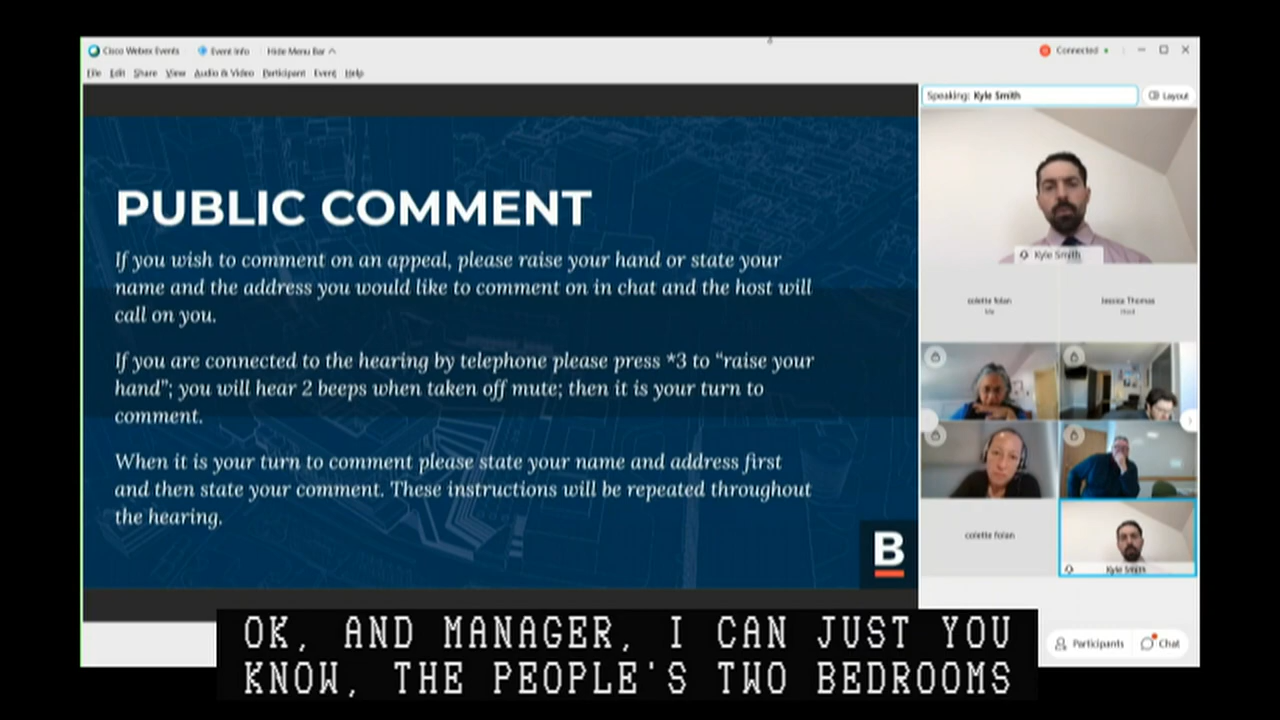 Cisco Webex Events Event Info Hide Menu Bar
Connected
File Edit Share View Audio & Video Participant Event Help
Speaking: Kyle Smith
Layout
PUBLIC COMMENT
If you wish to comment on an appeal, please raise your hand or state your
name and the address you would like to comment on in chat and the host will
call on you.
If you are connected to the hearing by telephone please press *3 to “raise your
hand”; you will hear 2 beeps when taken off mute; then it is your turn to
comment.
When it is your turn to comment please state your name and address first
and then state your comment. These instructions will be repeated throughout
the hearing.
B
Kyle Smith
colette folan
Me
Jessica Thomas
Host
colette folan
Kyle Smith
Participants
Chat
OK, AND MANAGER, I CAN JUST YOU
KNOW, THE PEOPLE'S TWO BEDROOMS